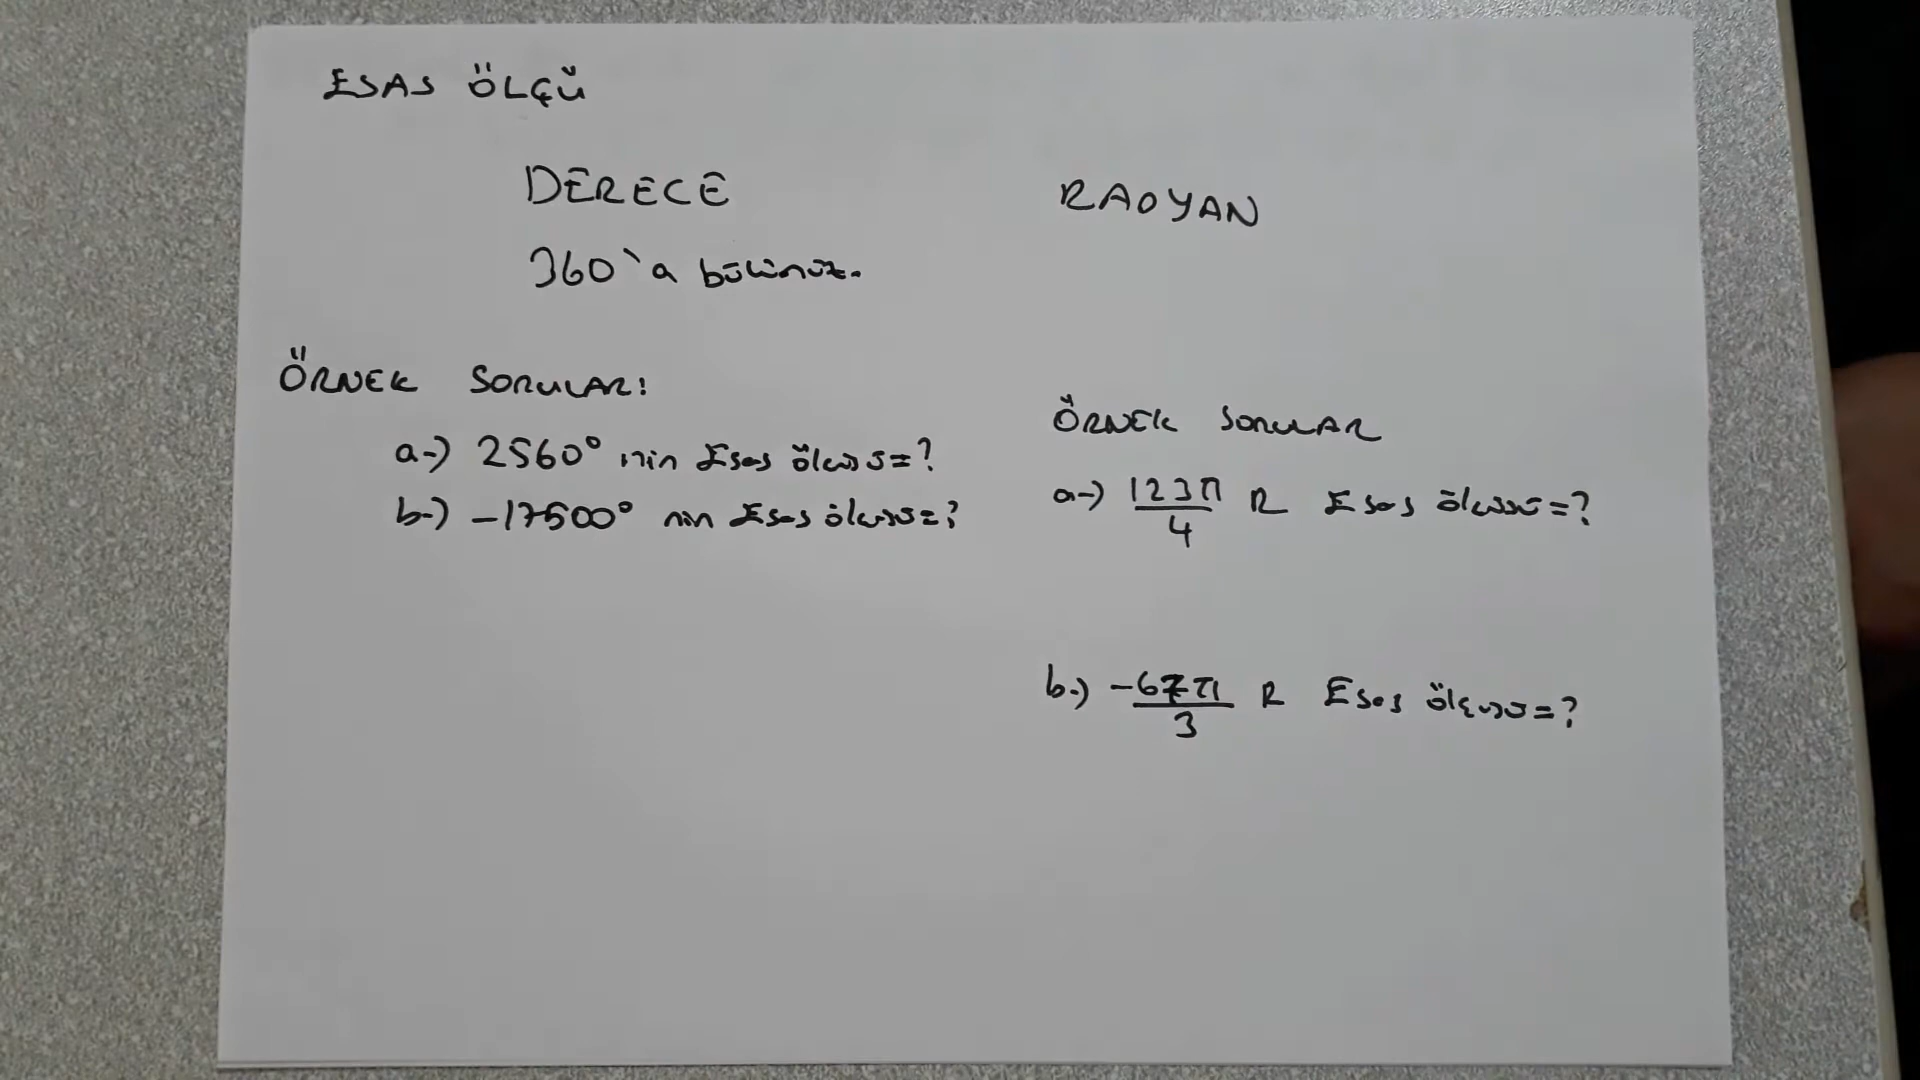 ESAS ÖLÇÜ
DERECE
360`a bölünür.
ÖRNEK SORULAR!
a-) 2560° nin Esas ölçüsü=?
b-) -17500° nin Esas ölçüsü=?
RADYAN
ÖRNEK SORULAR
a-) 123π/4 R Esas ölçüsü=?
b-) -67π/3 R Esas ölçüsü=?